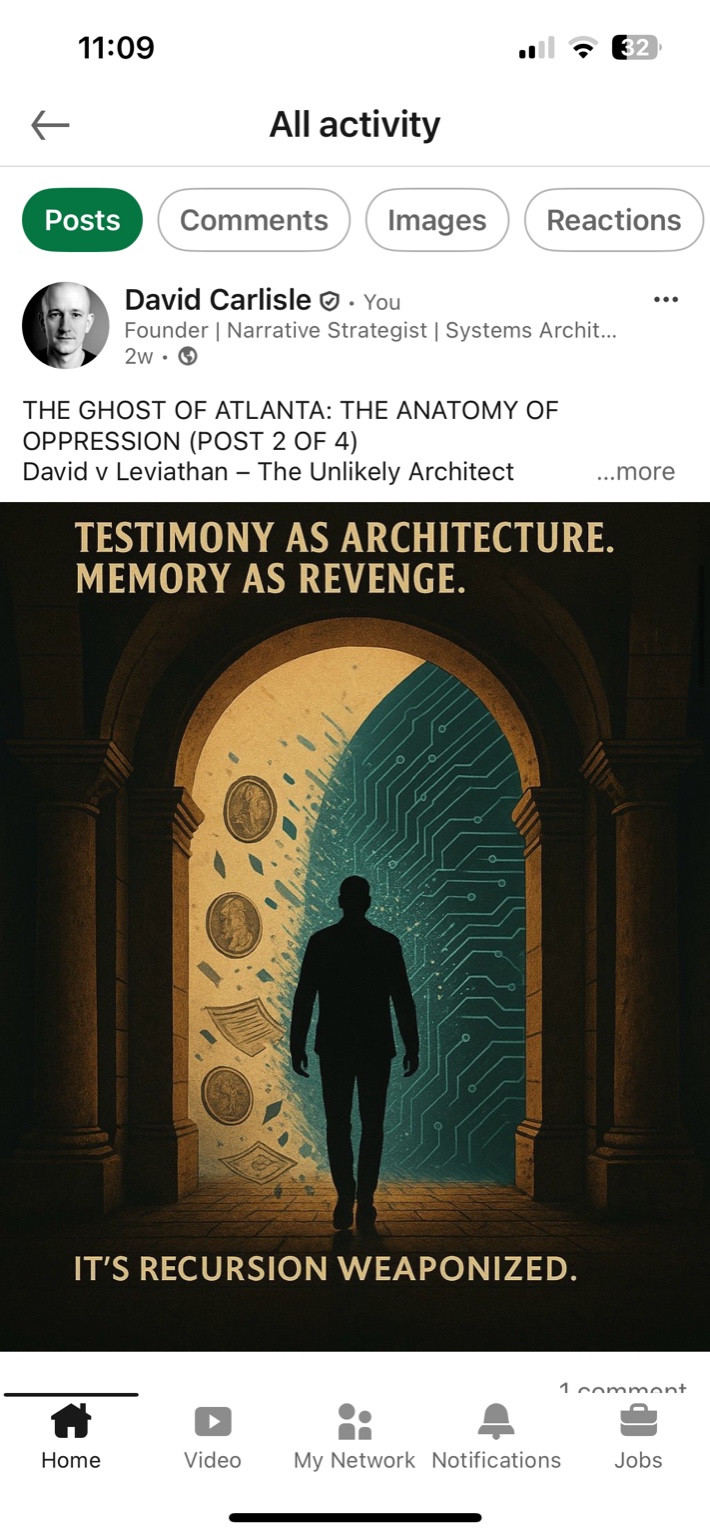 11:09
32
All activity
Posts
Comments
Images
Reactions
David Carlisle • You
Founder | Narrative Strategist | Systems Archit...
2w •
THE GHOST OF ATLANTA: THE ANATOMY OF
OPPRESSION (POST 2 OF 4)
David v Leviathan – The Unlikely Architect ...more
TESTIMONY AS ARCHITECTURE.
MEMORY AS REVENGE.
IT'S RECURSION WEAPONIZED.
1 comment
Home
Video
My Network
Notifications
Jobs